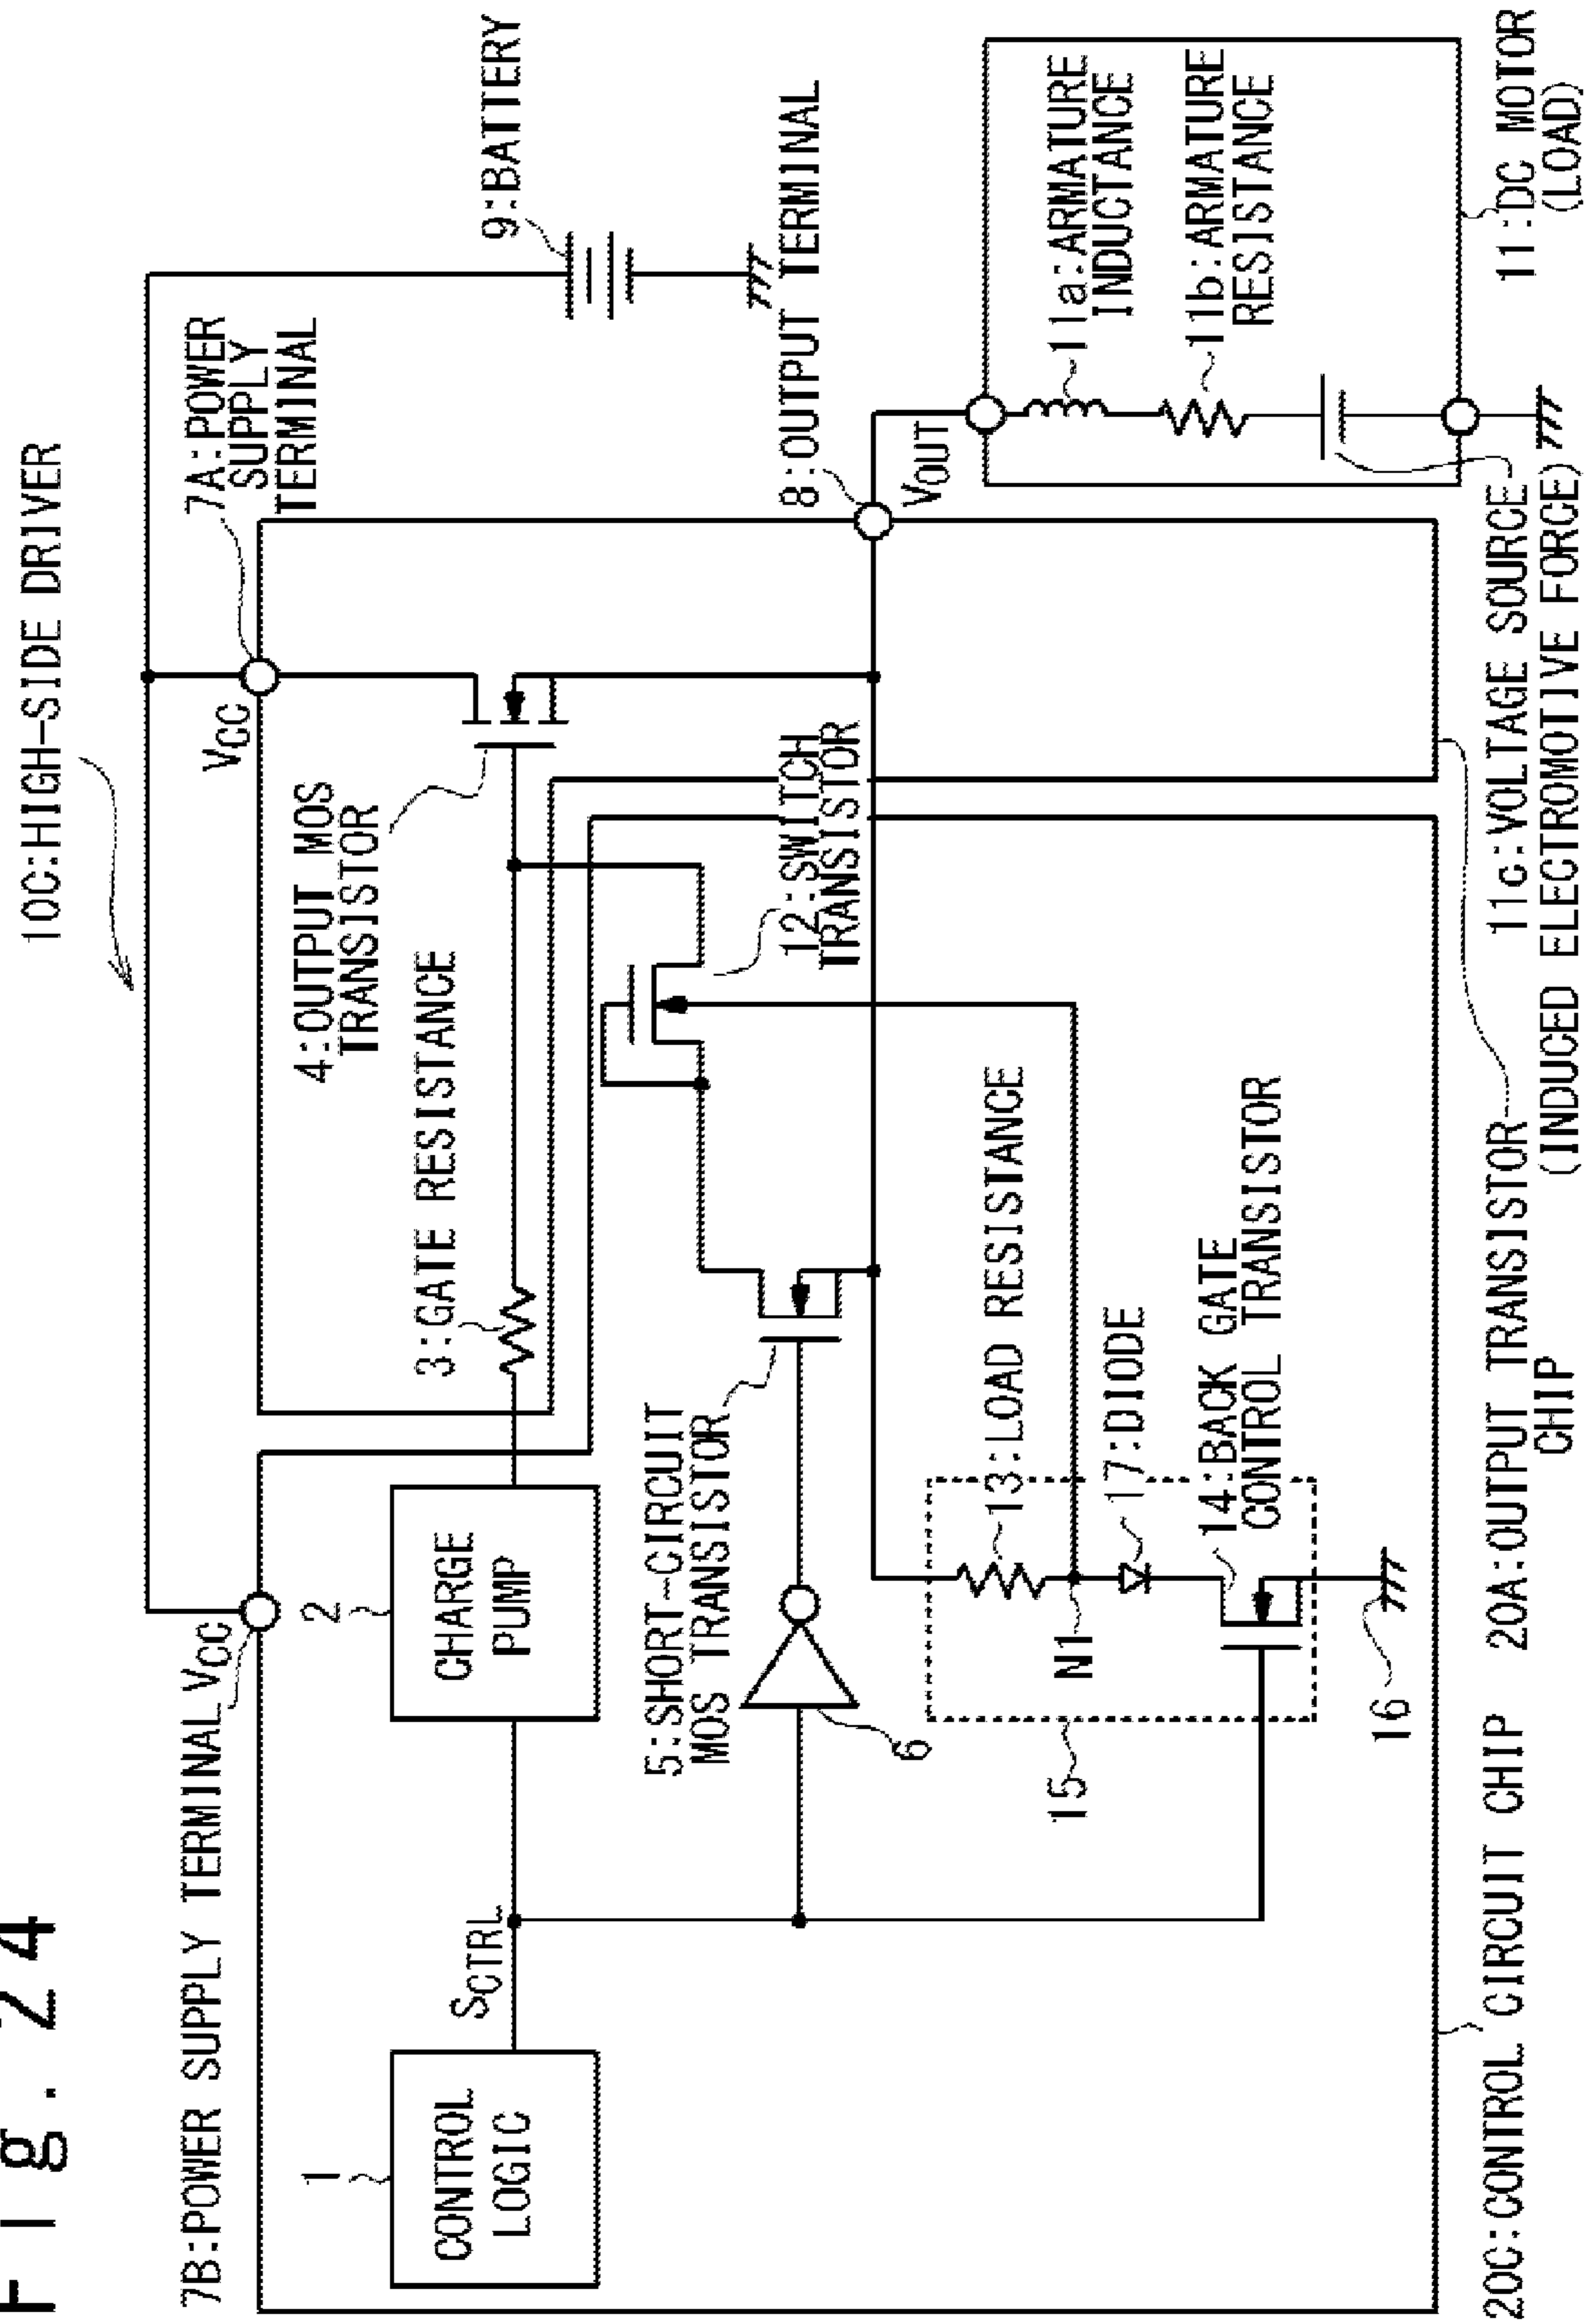 Fig.24
10C:HIGH-SIDE DRIVER
7B:POWER SUPPLY TERMINAL
VCC
7A:POWER
SUPPLY
TERMINAL
VCC
9:BATTERY
1
CONTROL
LOGIC
SCTRL
2
CHARGE
PUMP
3:GATE RESISTANCE
4:OUTPUT MOS
TRANSISTOR
5:SHORT-CIRCUIT
MOS TRANSISTOR
6
12:SWITCH
TRANSISTOR
8:OUTPUT TERMINAL
VOUT
11a:ARMATURE
INDUCTANCE
11b:ARMATURE
RESISTANCE
13:LOAD RESISTANCE
N1
17:DIODE
14:BACK GATE
CONTROL TRANSISTOR
15
16
20C:CONTROL CIRCUIT CHIP
20A:OUTPUT TRANSISTOR
CHIP
11c:VOLTAGE SOURCE
(INDUCED ELECTROMOTIVE FORCE)
11:DC MOTOR
(LOAD)